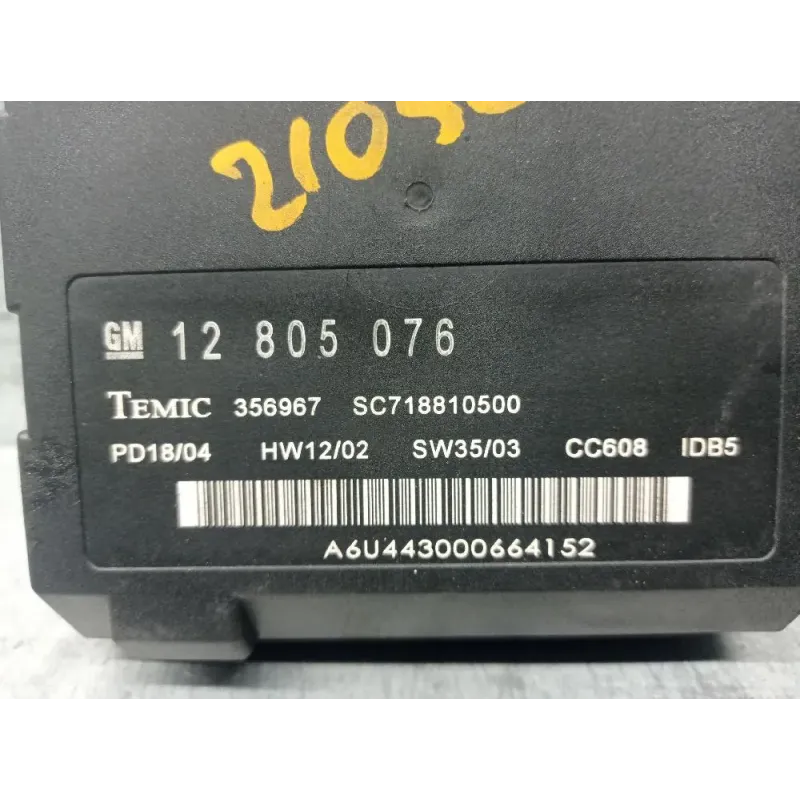 GM 12 805 076
TEMIC 356967 SC718810500
PD18/04 HW12/02 SW35/03 CC608 IDB5
A6U443000664152